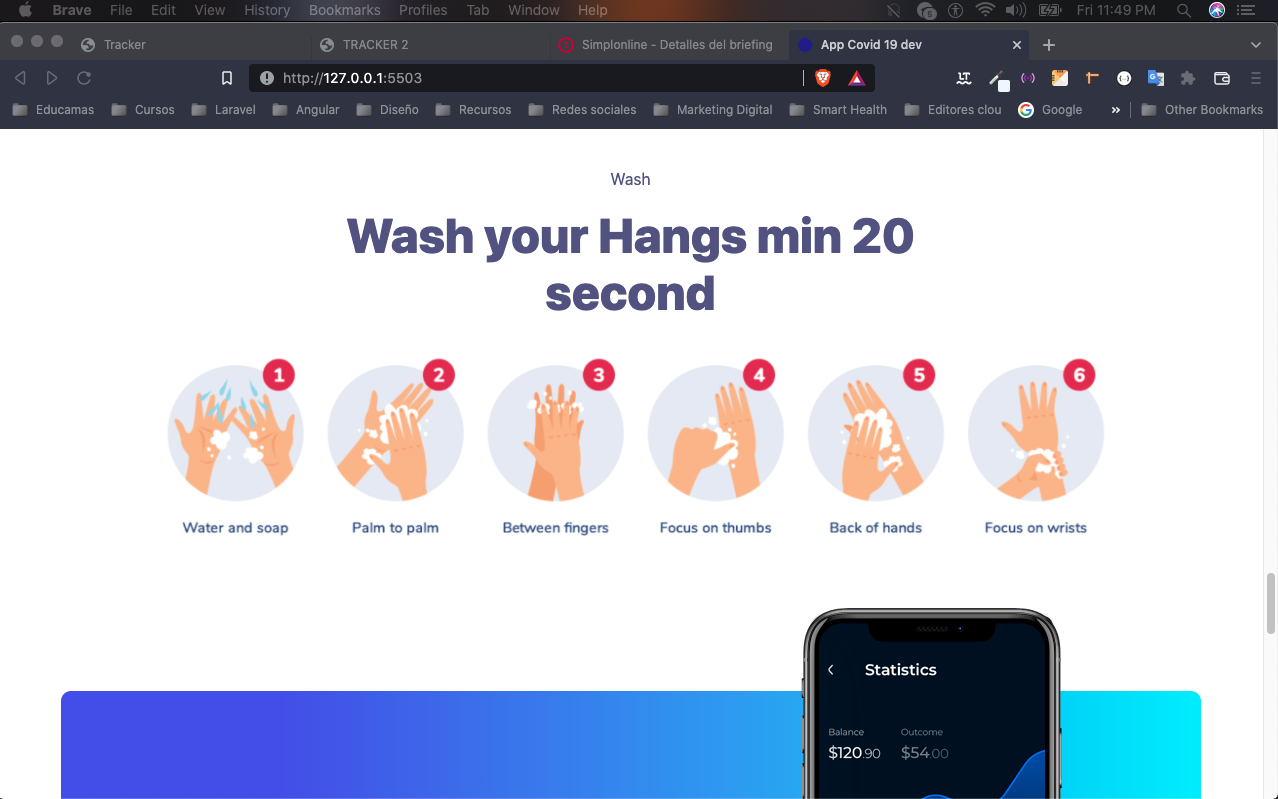 Brave File Edit View History Bookmarks Profiles Tab Window Help 6 Fri 11:49 PM
Tracker TRACKER 2 Simplonline - Detalles del briefing App Covid 19 dev
http://127.0.0.1:5503
Educamas Cursos Laravel Angular Diseño Recursos Redes sociales Marketing Digital Smart Health Editores clou Google » Other Bookmarks
Wash
Wash your Hangs min 20
second
1 2 3 4 5 6
Water and soap Palm to palm Between fingers Focus on thumbs Back of hands Focus on wrists
Statistics
Balance Outcome
$120.90 $54.00